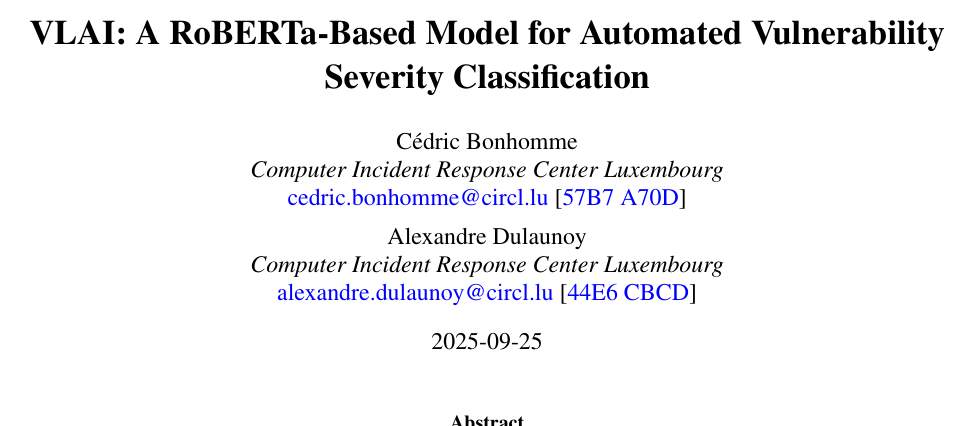 VLAI: A RoBERTa-Based Model for Automated Vulnerability
Severity Classification
Cédric Bonhomme
Computer Incident Response Center Luxembourg
cedric.bonhomme@circl.lu [57B7 A70D]
Alexandre Dulaunoy
Computer Incident Response Center Luxembourg
alexandre.dulaunoy@circl.lu [44E6 CBCD]
2025-09-25
Abstract